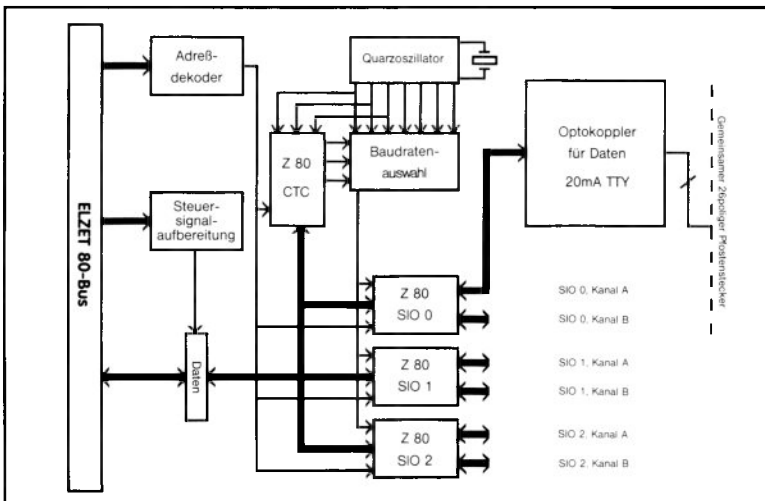 ELZET 80-Bus
Adreß-
dekoder
Steuer-
signal-
aufbereitung
Daten
Quarzoszillator
Z 80
CTC
Baudraten-
auswahl
Optokoppler
für Daten
20mA TTY
Gemeinsamer 26poliger Pfostenstecker
Z 80
SIO 0
SIO 0, Kanal A
SIO 0, Kanal B
Z 80
SIO 1
SIO 1, Kanal A
SIO 1, Kanal B
Z 80
SIO 2
SIO 2, Kanal A
SIO 2, Kanal B